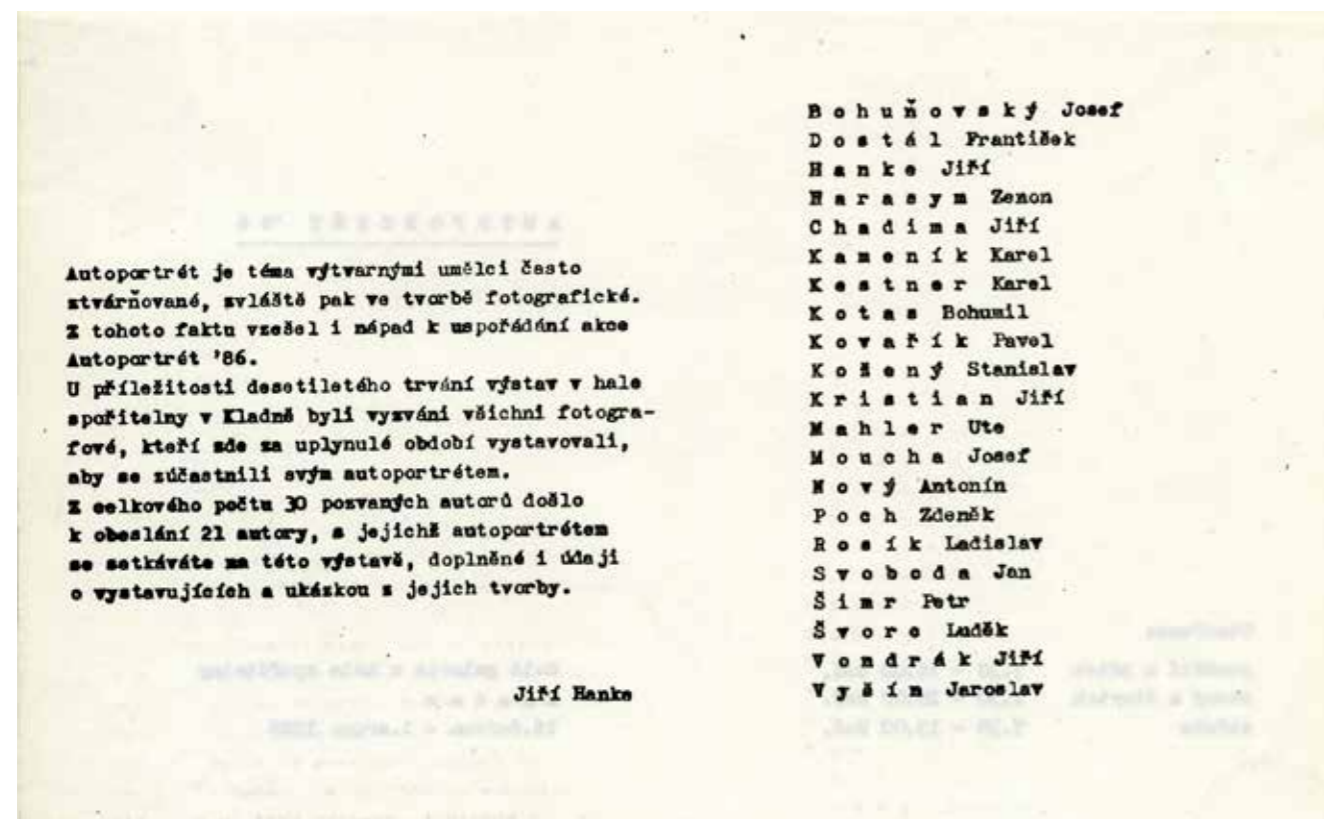 Autoportrét je téma výtvarnými umělci často
ztvárňované, zvláště pak ve tvorbě fotografické.
Z tohoto faktu vzešel i nápad k uspořádání akce
Autoportrét '86.
U příležitosti desetiletého trvání výstav v hale
spořitelny v Kladně byli vyzváni všichni fotogra-
fové, kteří zde za uplynulé období vystavovali,
aby se zúčastnili svým autoportrétem.
Z celkového počtu 30 pozvaných autorů došlo
k obeslání 21 autory, s jejichž autoportrétem
se setkáváte na této výstavě, doplněné i údaji
o vystavujících a ukázkou z jejich tvorby.
Jiří Hanke
B o h u ň o v s k ý Josef
D o s t á l František
H a n k e Jiří
H a r a s y m Zenon
C h a d i m a Jiří
K a m e n í k Karel
K e s t n e r Karel
K o t a s Bohumil
K o v a ř í k Pavel
K o ž e n ý Stanislav
K r i s t i a n Jiří
M a h l e r Ute
M o u c h a Josef
N o v ý Antonín
P o c h Zdeněk
R o s í k Ladislav
S v o b o d a Jan
Š i m r Petr
Š v o r c Luděk
V o n d r á k Jiří
V y š í n Jaroslav